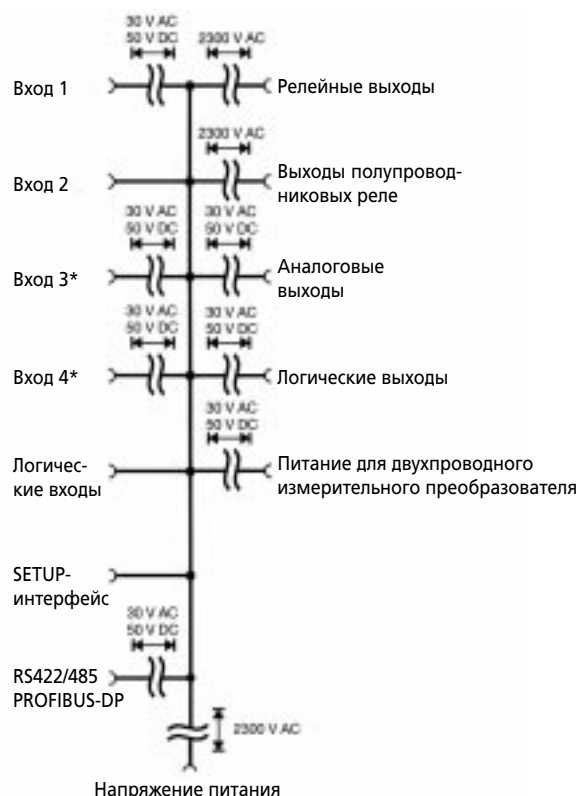 30 V AC
50 V DC
2300 V AC
Вход 1
Релейные выходы
2300 V AC
Вход 2
Выходы полупровод-
никовых реле
30 V AC
50 V DC
30 V AC
50 V DC
Вход 3*
Аналоговые
выходы
30 V AC
50 V DC
30 V AC
50 V DC
Вход 4*
Логические выходы
30 V AC
50 V DC
Логичес-
кие входы
Питание для двухпроводного
измерительного преобразователя
SETUP-
интерфейс
30 V AC
50 V DC
RS422/485
PROFIBUS-DP
2300 V AC
Напряжение питания